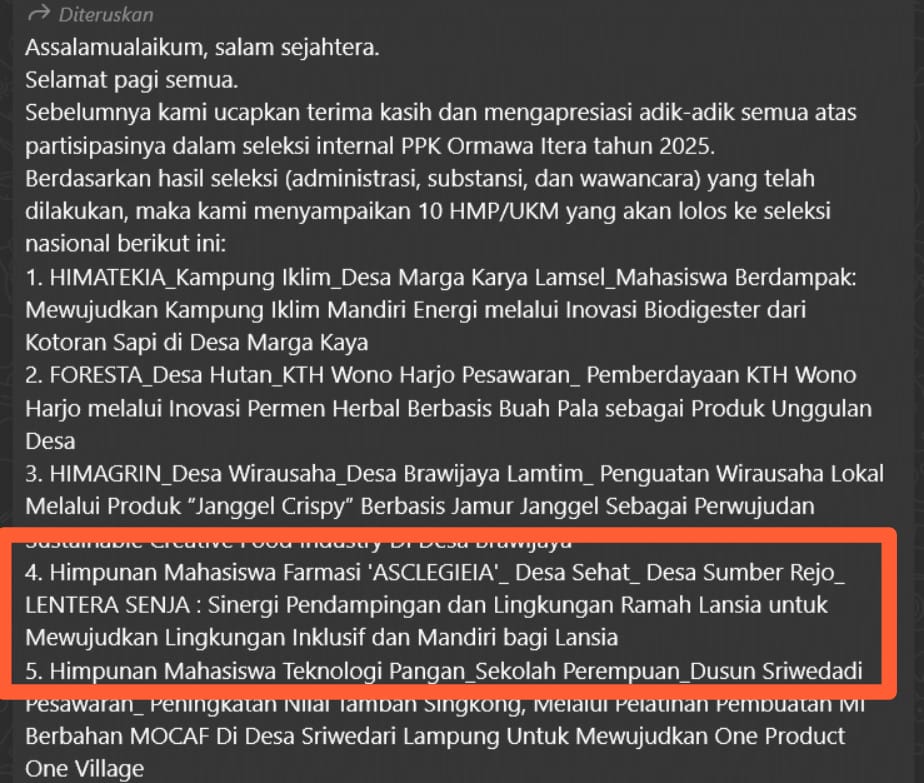 Diteruskan
Assalamualaikum, salam sejahtera.
Selamat pagi semua.
Sebelumnya kami ucapkan terima kasih dan mengapresiasi adik-adik semua atas
partisipasinya dalam seleksi internal PPK Ormawa Itera tahun 2025.
Berdasarkan hasil seleksi (administrasi, substansi, dan wawancara) yang telah
dilakukan, maka kami menyampaikan 10 HMP/UKM yang akan lolos ke seleksi
nasional berikut ini:
1. HIMATEKIA_Kampung Iklim_Desa Marga Karya Lamsel_Mahasiswa Berdampak:
Mewujudkan Kampung Iklim Mandiri Energi melalui Inovasi Biodigester dari
Kotoran Sapi di Desa Marga Kaya
2. FORESTA_Desa Hutan_KTH Wono Harjo Pesawaran_ Pemberdayaan KTH Wono
Harjo melalui Inovasi Permen Herbal Berbasis Buah Pala sebagai Produk Unggulan
Desa
3. HIMAGRIN_Desa Wirausaha_Desa Brawijaya Lamtim_ Penguatan Wirausaha Lokal
Melalui Produk “Janggel Crispy” Berbasis Jamur Janggel Sebagai Perwujudan
Sustainable Creative Food Industry Di Desa Brawijaya
4. Himpunan Mahasiswa Farmasi 'ASCLEGIEIA'_ Desa Sehat_ Desa Sumber Rejo_
LENTERA SENJA : Sinergi Pendampingan dan Lingkungan Ramah Lansia untuk
Mewujudkan Lingkungan Inklusif dan Mandiri bagi Lansia
5. Himpunan Mahasiswa Teknologi Pangan_Sekolah Perempuan_Dusun Sriwedadi
Pesawaran_ Peningkatan Nilai Tambah Singkong, Melalui Pelatihan Pembuatan MI
Berbahan MOCAF Di Desa Sriwedari Lampung Untuk Mewujudkan One Product
One Village